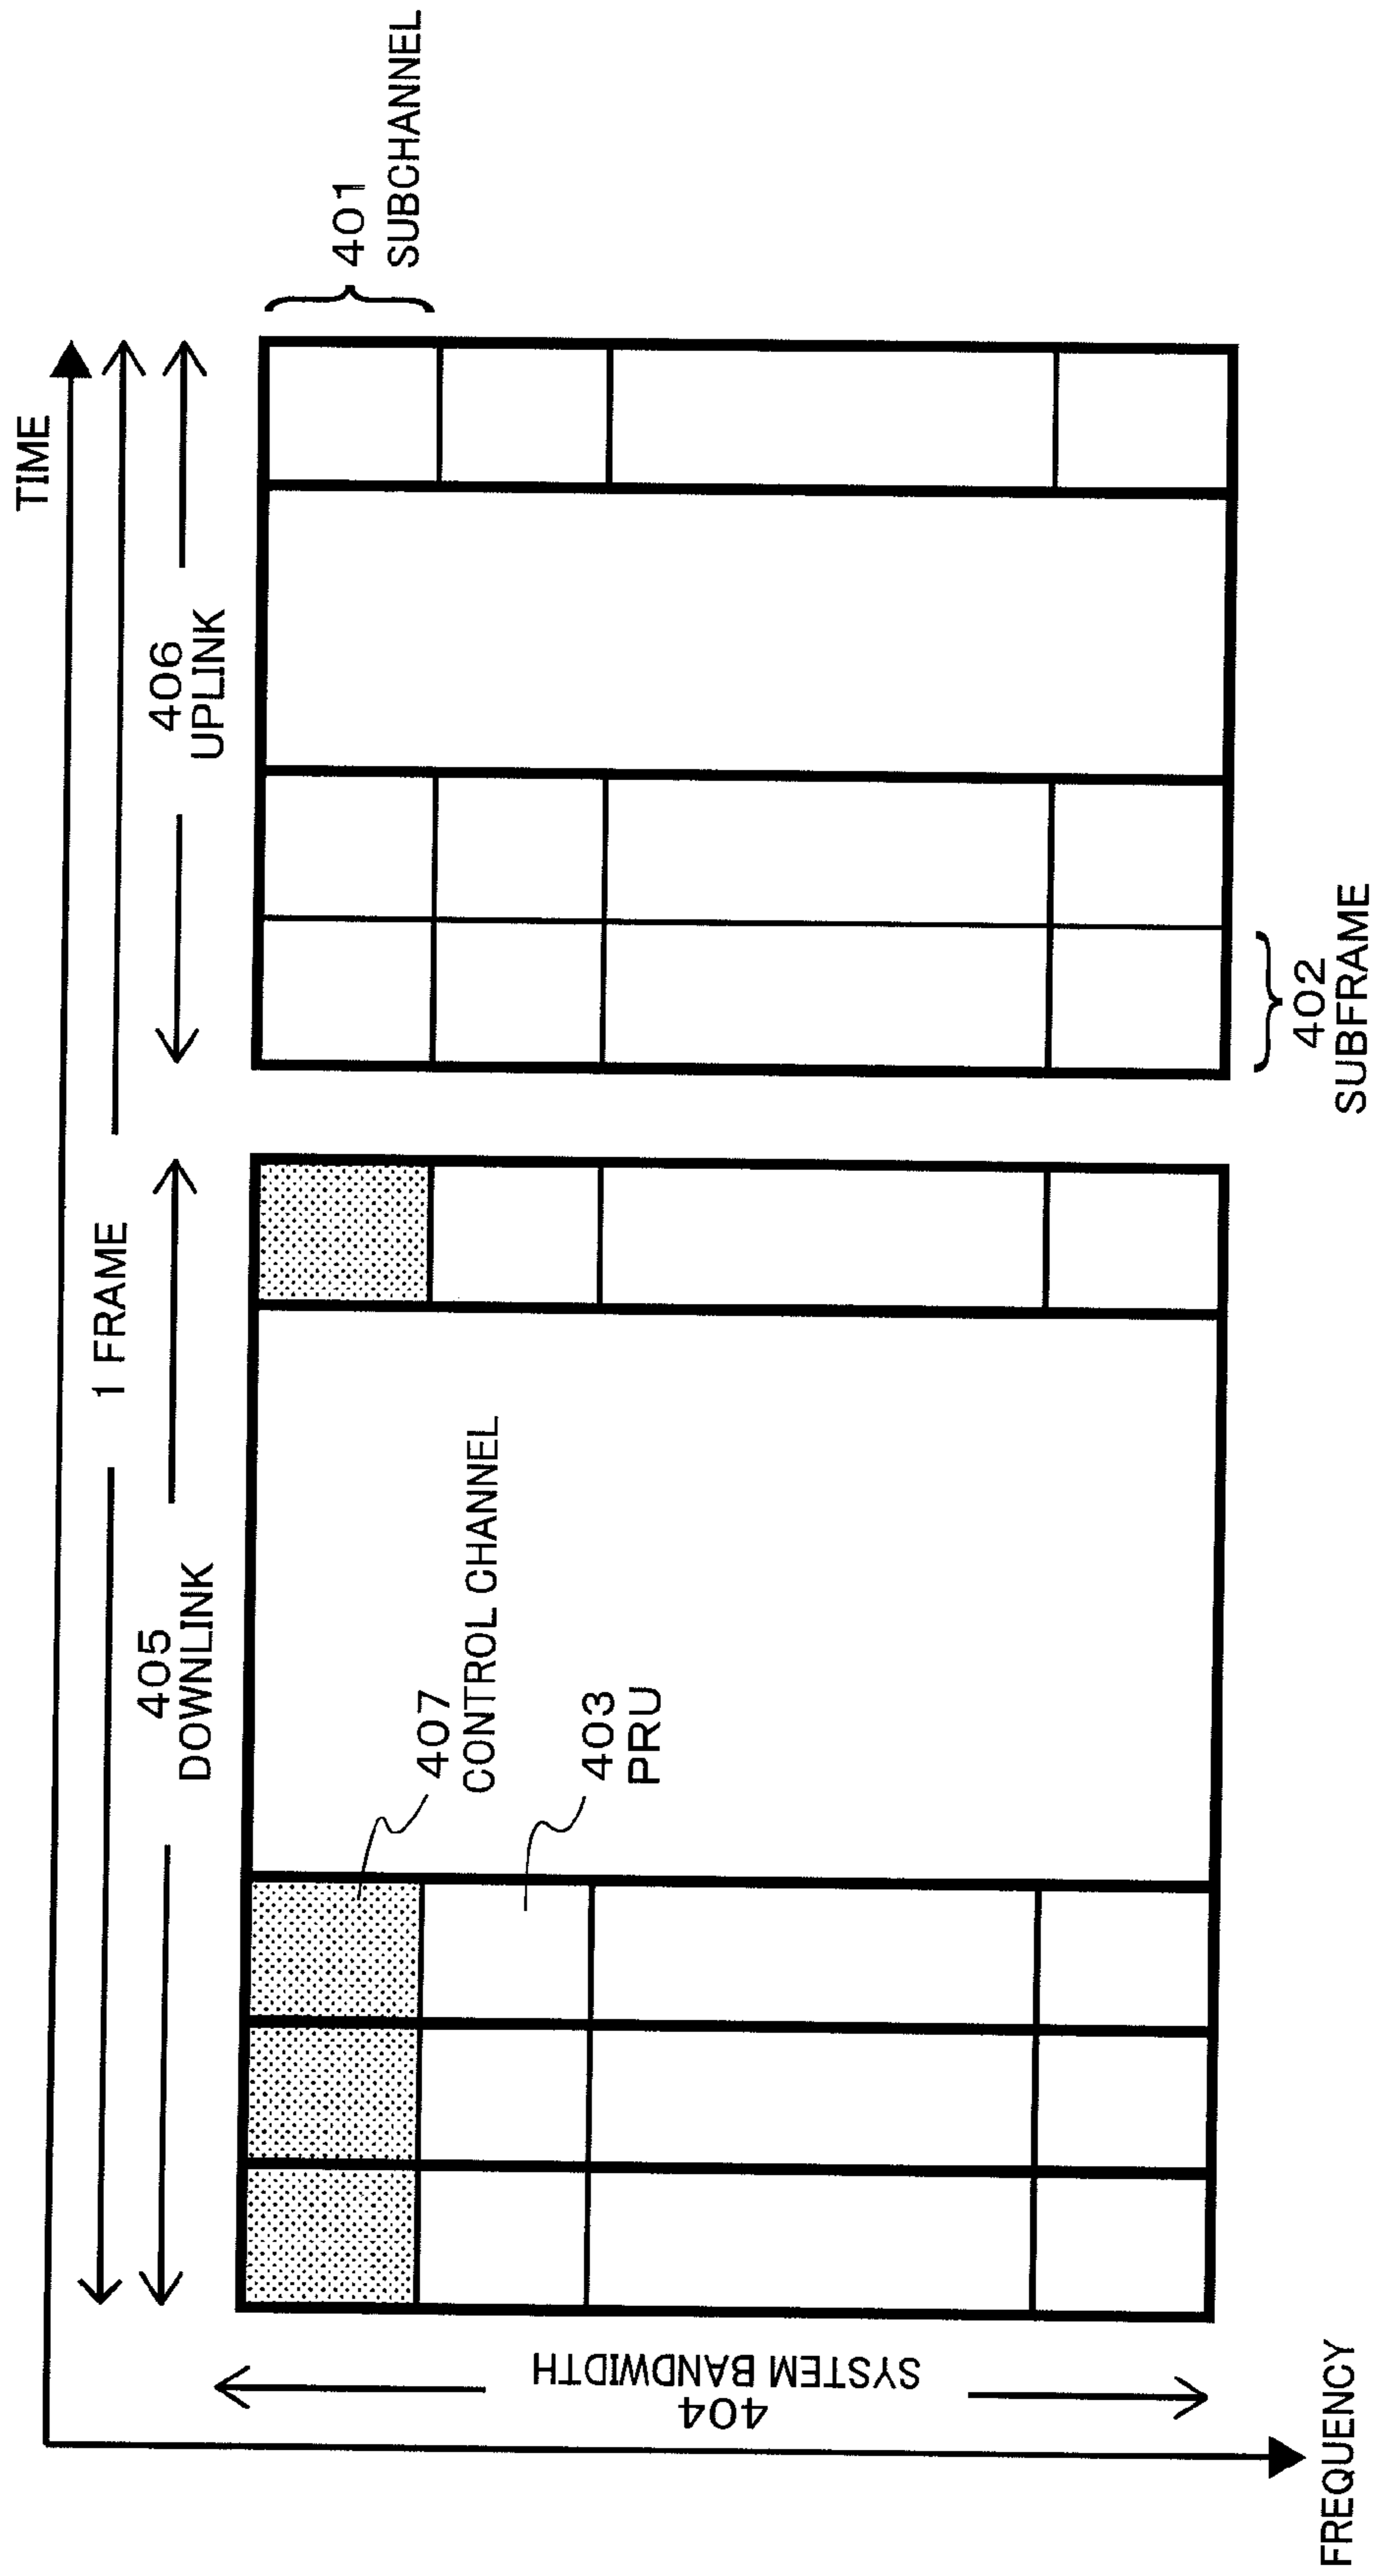 TIME
1 FRAME
405
DOWNLINK
406
UPLINK
401
SUBCHANNEL
407
CONTROL CHANNEL
403
PRU
404
SYSTEM BANDWIDTH
402
SUBFRAME
FREQUENCY